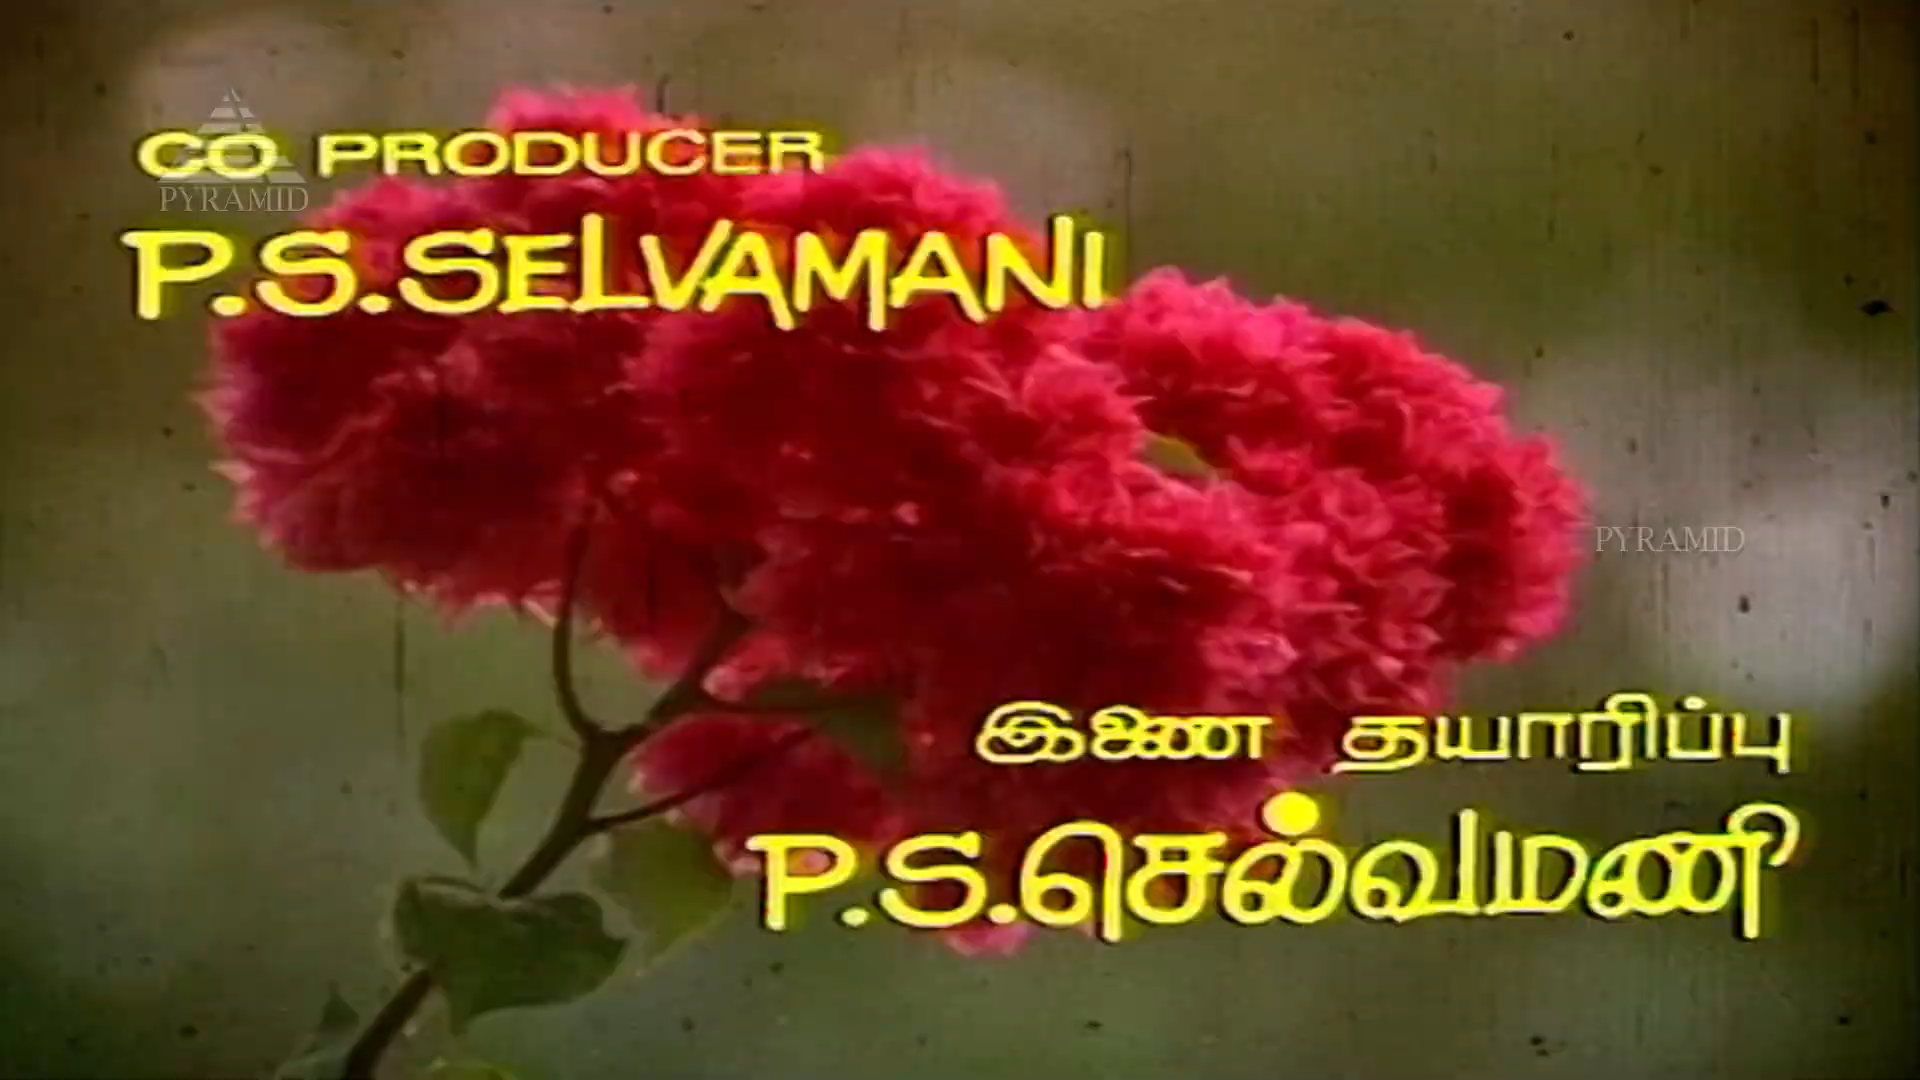 CO PRODUCER
PYRAMID
P.S.SELVAMANI
PYRAMID
இணை தயாரிப்பு
P.S.செல்வமணி